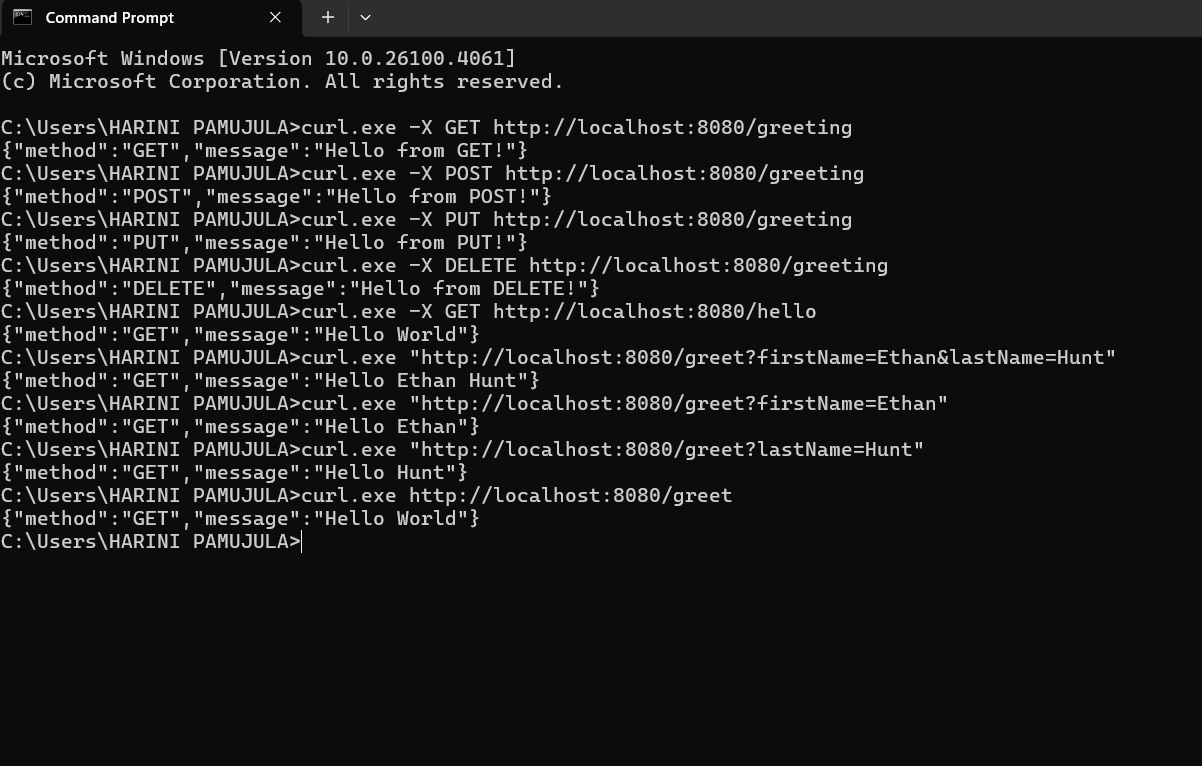 Command Prompt
Microsoft Windows [Version 10.0.26100.4061]
(c) Microsoft Corporation. All rights reserved.
C:\Users\HARINI PAMUJULA>curl.exe -X GET http://localhost:8080/greeting
{"method":"GET","message":"Hello from GET!"}
C:\Users\HARINI PAMUJULA>curl.exe -X POST http://localhost:8080/greeting
{"method":"POST","message":"Hello from POST!"}
C:\Users\HARINI PAMUJULA>curl.exe -X PUT http://localhost:8080/greeting
{"method":"PUT","message":"Hello from PUT!"}
C:\Users\HARINI PAMUJULA>curl.exe -X DELETE http://localhost:8080/greeting
{"method":"DELETE","message":"Hello from DELETE!"}
C:\Users\HARINI PAMUJULA>curl.exe -X GET http://localhost:8080/hello
{"method":"GET","message":"Hello World"}
C:\Users\HARINI PAMUJULA>curl.exe "http://localhost:8080/greet?firstName=Ethan&lastName=Hunt"
{"method":"GET","message":"Hello Ethan Hunt"}
C:\Users\HARINI PAMUJULA>curl.exe "http://localhost:8080/greet?firstName=Ethan"
{"method":"GET","message":"Hello Ethan"}
C:\Users\HARINI PAMUJULA>curl.exe "http://localhost:8080/greet?lastName=Hunt"
{"method":"GET","message":"Hello Hunt"}
C:\Users\HARINI PAMUJULA>curl.exe http://localhost:8080/greet
{"method":"GET","message":"Hello World"}
C:\Users\HARINI PAMUJULA>